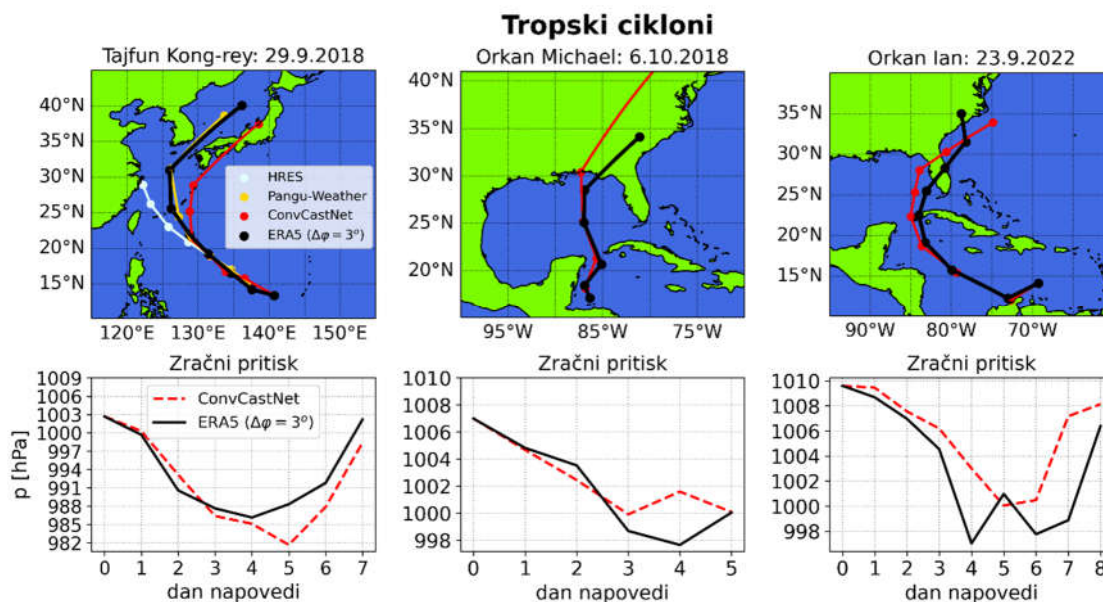 Tropski cikloni
Tajfun Kong-rey: 29.9.2018
40°N
35°N
30°N
25°N
20°N
15°N
120°E
130°E
140°E
150°E
HRES
Pangu-Weather
ConvCastNet
ERA5 (Δφ = 3°)
Orkan Michael: 6.10.2018
40°N
35°N
30°N
25°N
20°N
95°W
85°W
75°W
Orkan Ian: 23.9.2022
35°N
30°N
25°N
20°N
15°N
90°W
80°W
70°W
Zračni pritisk
p [hPa]
1009
1006
1003
1000
997
994
991
988
985
982
ConvCastNet
ERA5 (Δφ = 3°)
0 1 2 3 4 5 6 7
dan napovedi
Zračni pritisk
1010
1008
1006
1004
1002
1000
998
0 1 2 3 4 5
dan napovedi
Zračni pritisk
1010
1008
1006
1004
1002
1000
998
0 1 2 3 4 5 6 7 8
dan napovedi